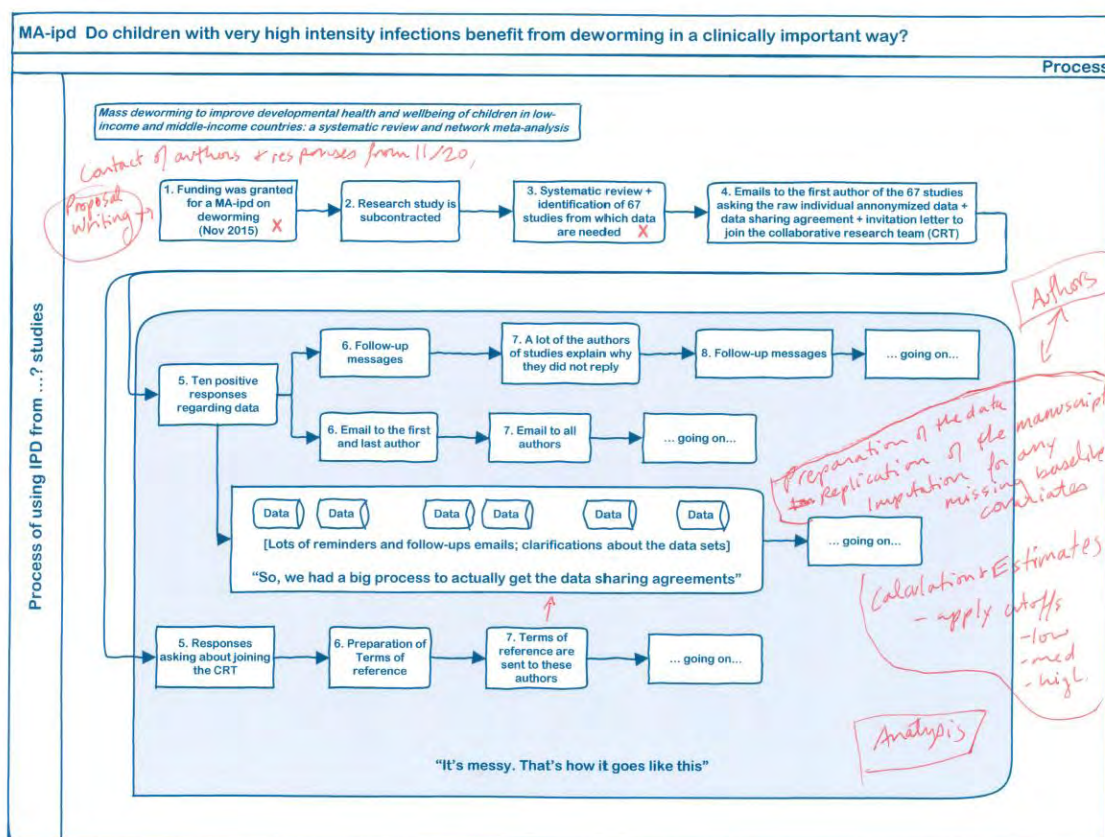 MA-ipd Do children with very high intensity infections benefit from deworming in a clinically important way?
Process
Process of using IPD from ...? studies
Mass deworming to improve developmental health and wellbeing of children in low-
income and middle-income countries: a systematic review and network meta-analysis
Contact of authors & responses from 11/20,
Proposal
Writing
1. Funding was granted
for a MA-ipd on
deworming
(Nov 2015) X
2. Research study is
subcontracted
3. Systematic review +
identification of 67
studies from which data
are needed X
4. Emails to the first author of the 67 studies
asking the raw individual annonymized data +
data sharing agreement + invitation letter to
join the collaborative research team (CRT)
Authors
5. Ten positive
responses
regarding data
6. Follow-up
messages
7. A lot of the authors
of studies explain why
they did not reply
8. Follow-up messages
... going on...
6. Email to the first
and last author
7. Email to all
authors
... going on...
Preparation of the data
Replication of the manuscript
Imputation for any
missing baseline
covariates
Data
Data
Data
Data
Data
Data
[Lots of reminders and follow-ups emails; clarifications about the data sets]
"So, we had a big process to actually get the data sharing agreements"
... going on...
Calculation & Estimates
- apply cutoffs
-low
-med
-high.
5. Responses
asking about joining
the CRT
6. Preparation of
Terms of
reference
7. Terms of
reference are
sent to these
authors
... going on...
Analysis
"It's messy. That's how it goes like this"